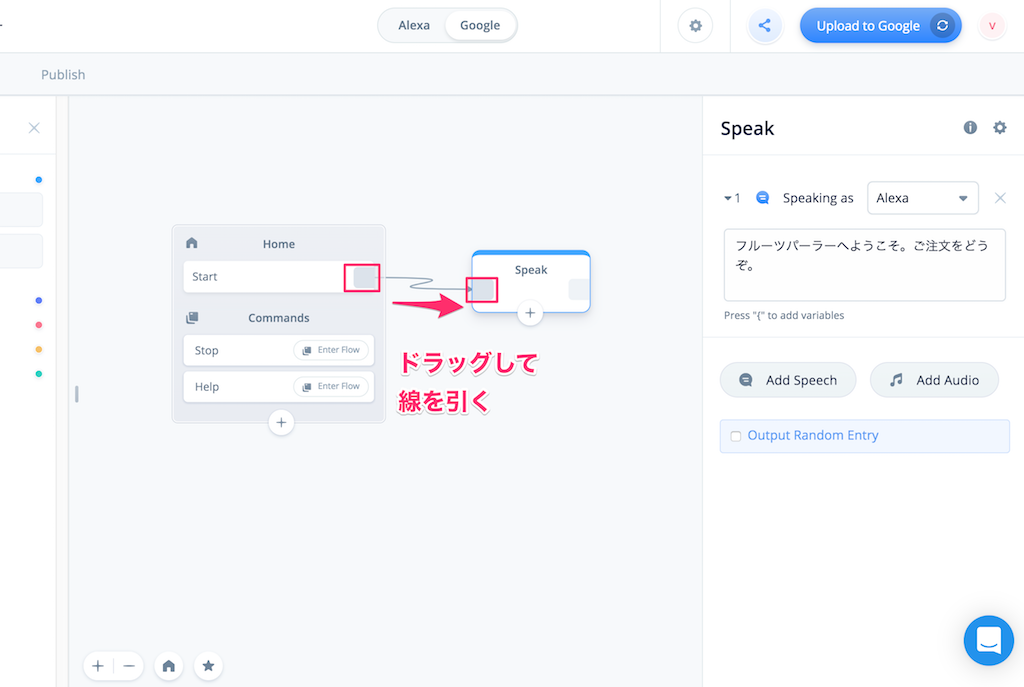 Alexa
Google
Upload to Google
V
Publish
Home
Start
Commands
Stop
Enter Flow
Help
Enter Flow
Speak
ドラッグして
線を引く
Speak
1
Speaking as
Alexa
フルーツパーラーへようこそ。ご注文をどう
ぞ。
Press "{" to add variables
Add Speech
Add Audio
Output Random Entry